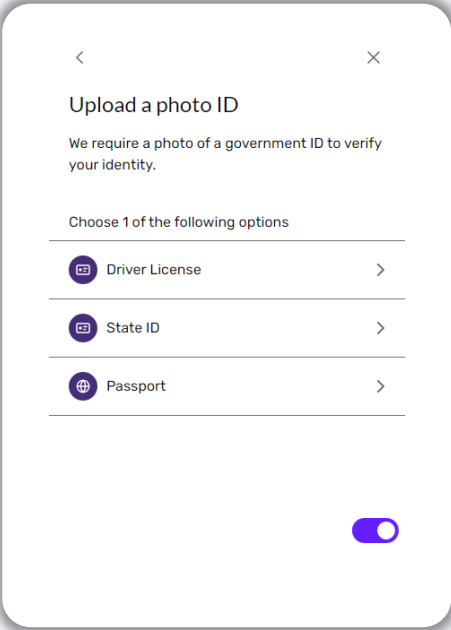 Upload a photo ID
We require a photo of a government ID to verify
your identity.
Choose 1 of the following options
Driver License
State ID
Passport